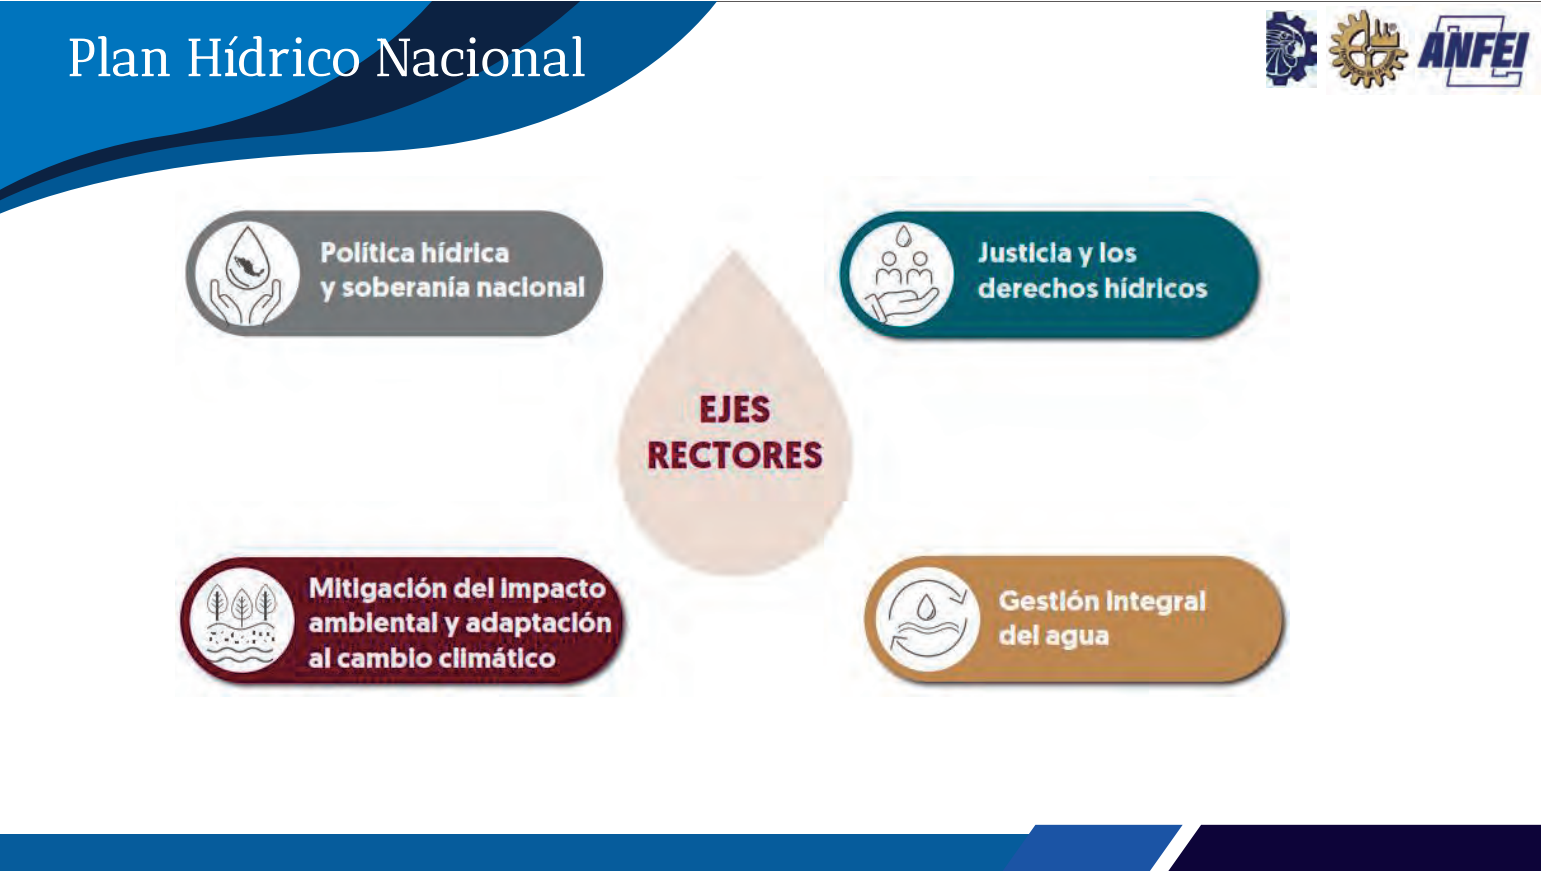 Plan Hídrico Nacional
ANFEI
Política hídrica
y soberanía nacional
Justicia y los
derechos hídricos
EJES
RECTORES
Mitigación del impacto
ambiental y adaptación
al cambio climático
Gestión integral
del agua